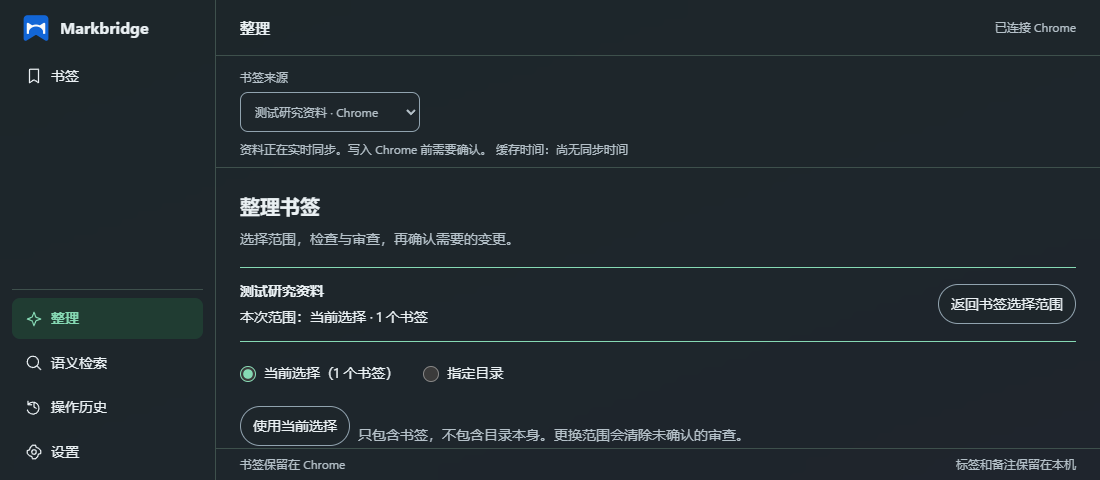 Markbridge
书签
整理
语义检索
操作历史
设置
整理
已连接 Chrome
书签来源
测试研究资料 · Chrome
资料正在实时同步。写入 Chrome 前需要确认。 缓存时间：尚无同步时间
整理书签
选择范围，检查与审查，再确认需要的变更。
测试研究资料
本次范围：当前选择 · 1 个书签
返回书签选择范围
当前选择（1 个书签）
指定目录
使用当前选择
只包含书签，不包含目录本身。更换范围会清除未确认的审查。
书签保留在 Chrome
标签和备注保留在本机